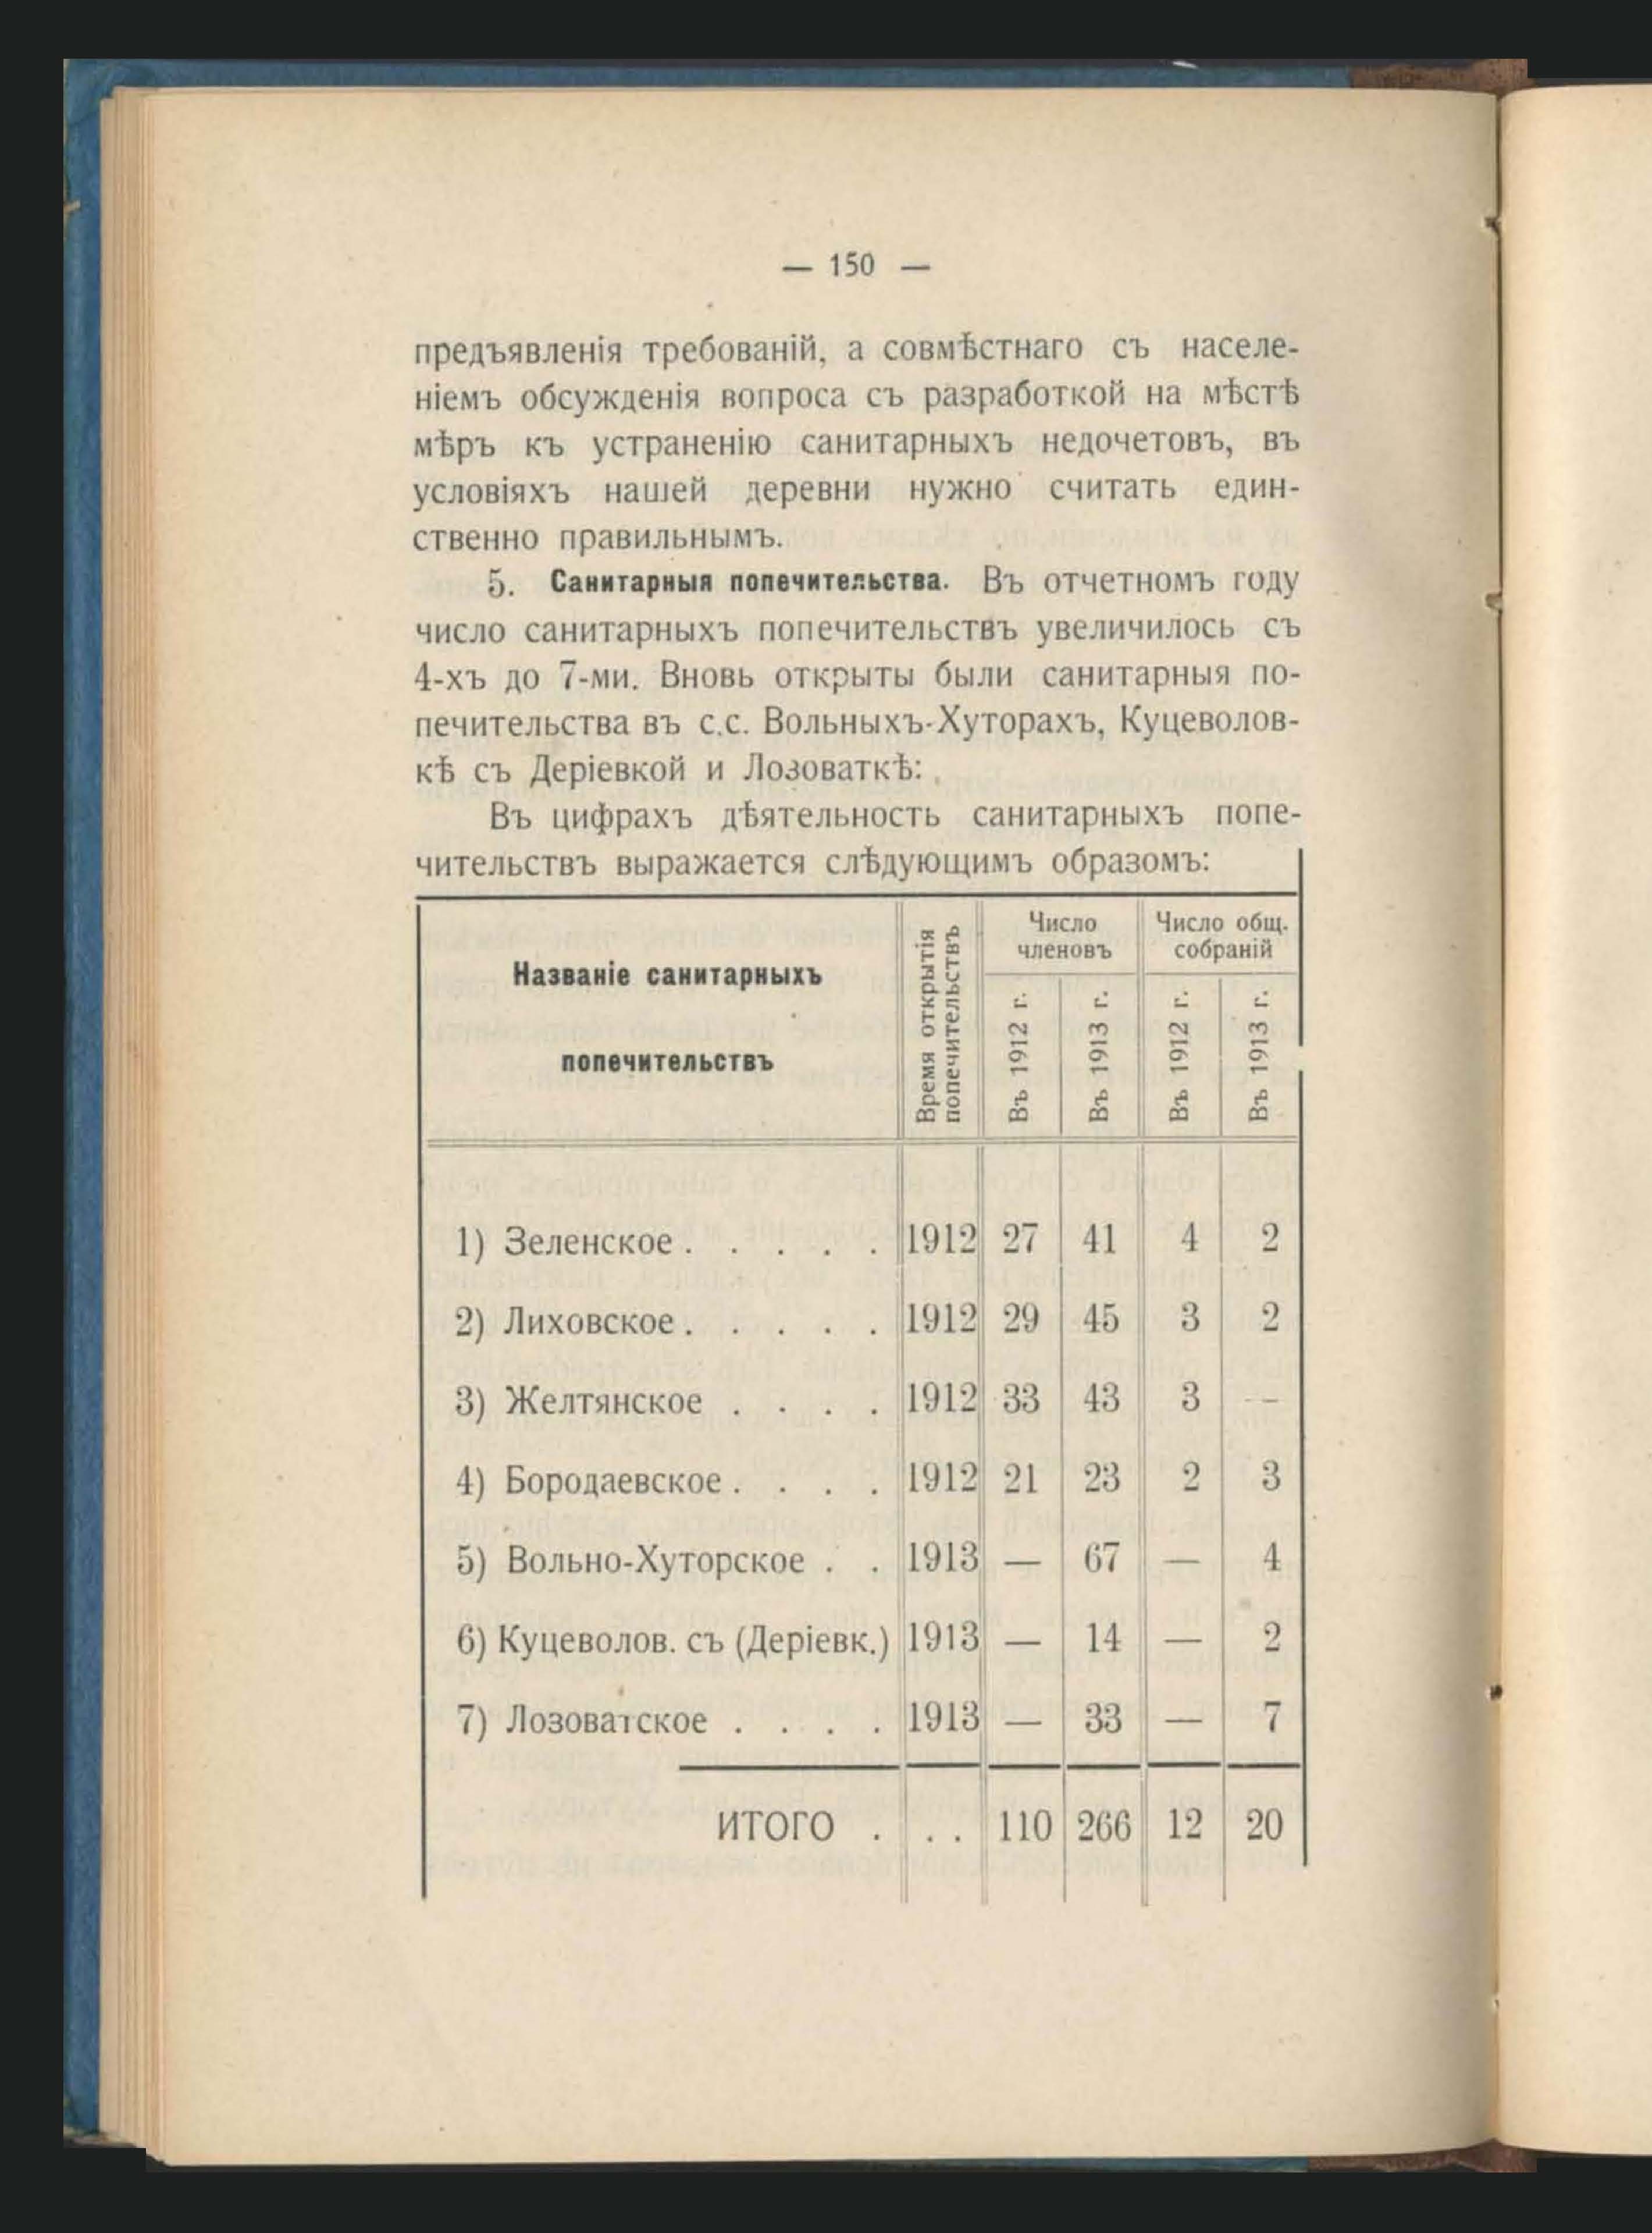 — 150 —
предъявленія требованій, а совмѣстнаго съ населе-
ніемъ обсужденія вопроса съ разработкой на мѣстѣ
мѣръ къ устраненію санитарныхъ недочетовъ, въ
условіяхъ нашей деревни нужно считать един-
ственно правильнымъ.
5. Санитарныя попечительства. Въ отчетномъ году
число санитарныхъ попечительствъ увеличилось съ
4-хъ до 7-ми. Вновь открыты были санитарныя по-
печительства въ с.с. Вольныхъ-Хуторахъ, Куцеволов-
кѣ съ Деріевкой и Лозоваткѣ:
Въ цифрахъ дѣятельность санитарныхъ попе-
чительствъ выражается слѣдующимъ образомъ:
Названіе санитарныхъ
попечительствъ
Время открытія
попечительствъ
Число
членовъ
Число общ.
собраній
Въ 1912 г.
Въ 1913 г.
Въ 1912 г.
Въ 1913 г.
1) Зеленское . . . . . 1912 27 41 4 2
2) Лиховское . . . . . 1912 29 45 3 2
3) Желтянское . . . . 1912 33 43 3 —
4) Бородаевское . . . . 1912 21 23 2 3
5) Вольно-Хуторское . . 1913 — 67 — 4
6) Куцеволов. съ (Деріевк.) 1913 — 14 — 2
7) Лозоватское . . . . 1913 — 33 — 7
ИТОГО . . . 110 266 12 20